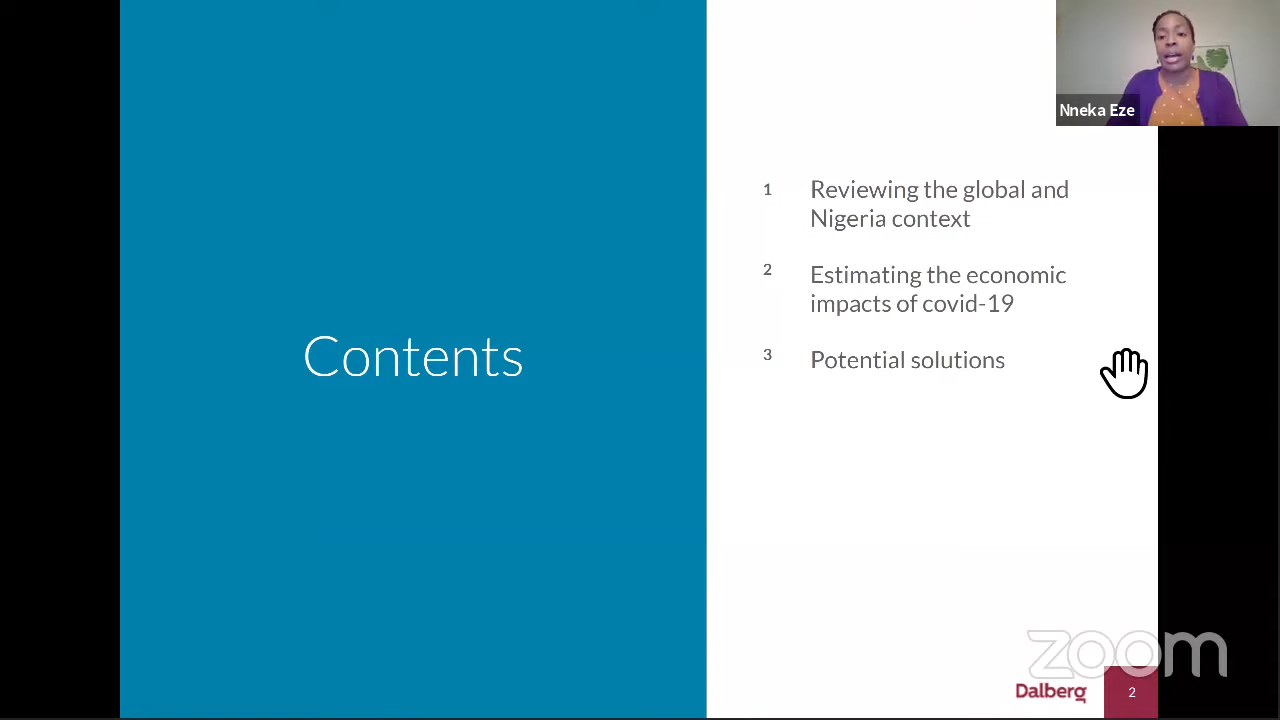 Nneka Eze
Contents
1 Reviewing the global and
Nigeria context
2 Estimating the economic
impacts of covid-19
3 Potential solutions
zoom
Dalberg 2